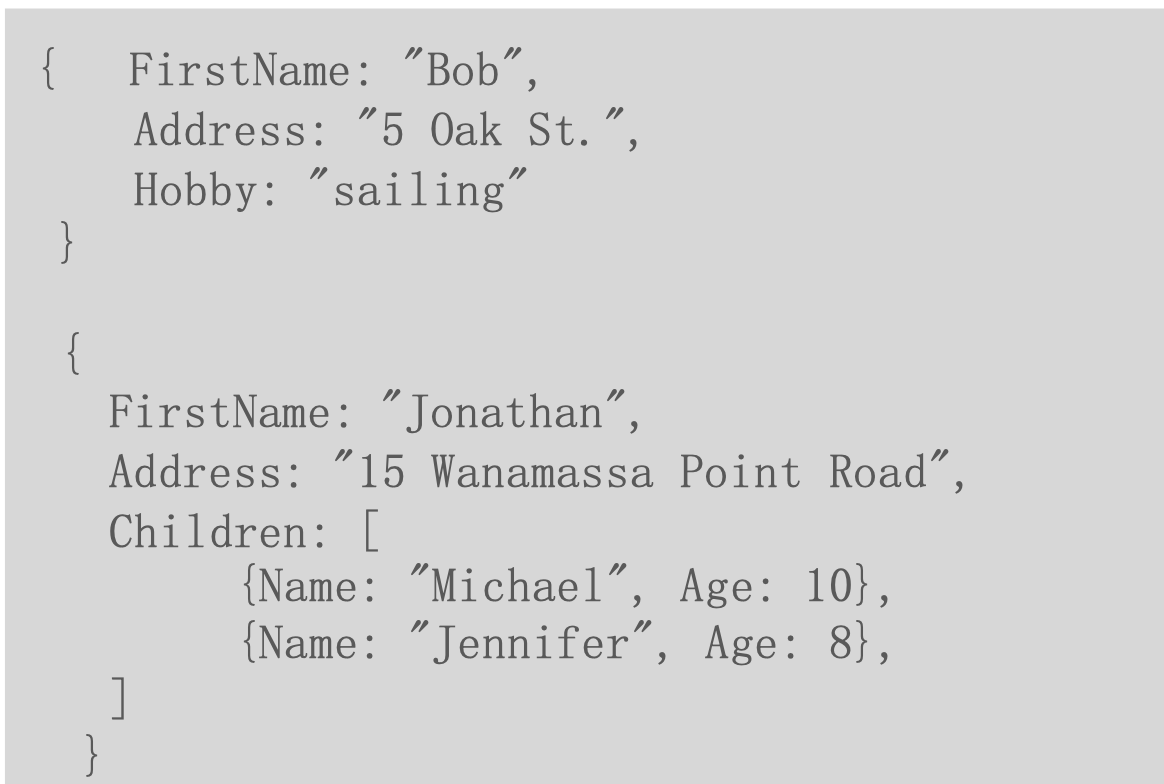 {   FirstName: "Bob",
    Address: "5 Oak St.",
    Hobby: "sailing"
 }

 {
  FirstName: "Jonathan",
  Address: "15 Wanamassa Point Road",
  Children: [
        {Name: "Michael", Age: 10},
        {Name: "Jennifer", Age: 8},
  ]
 }